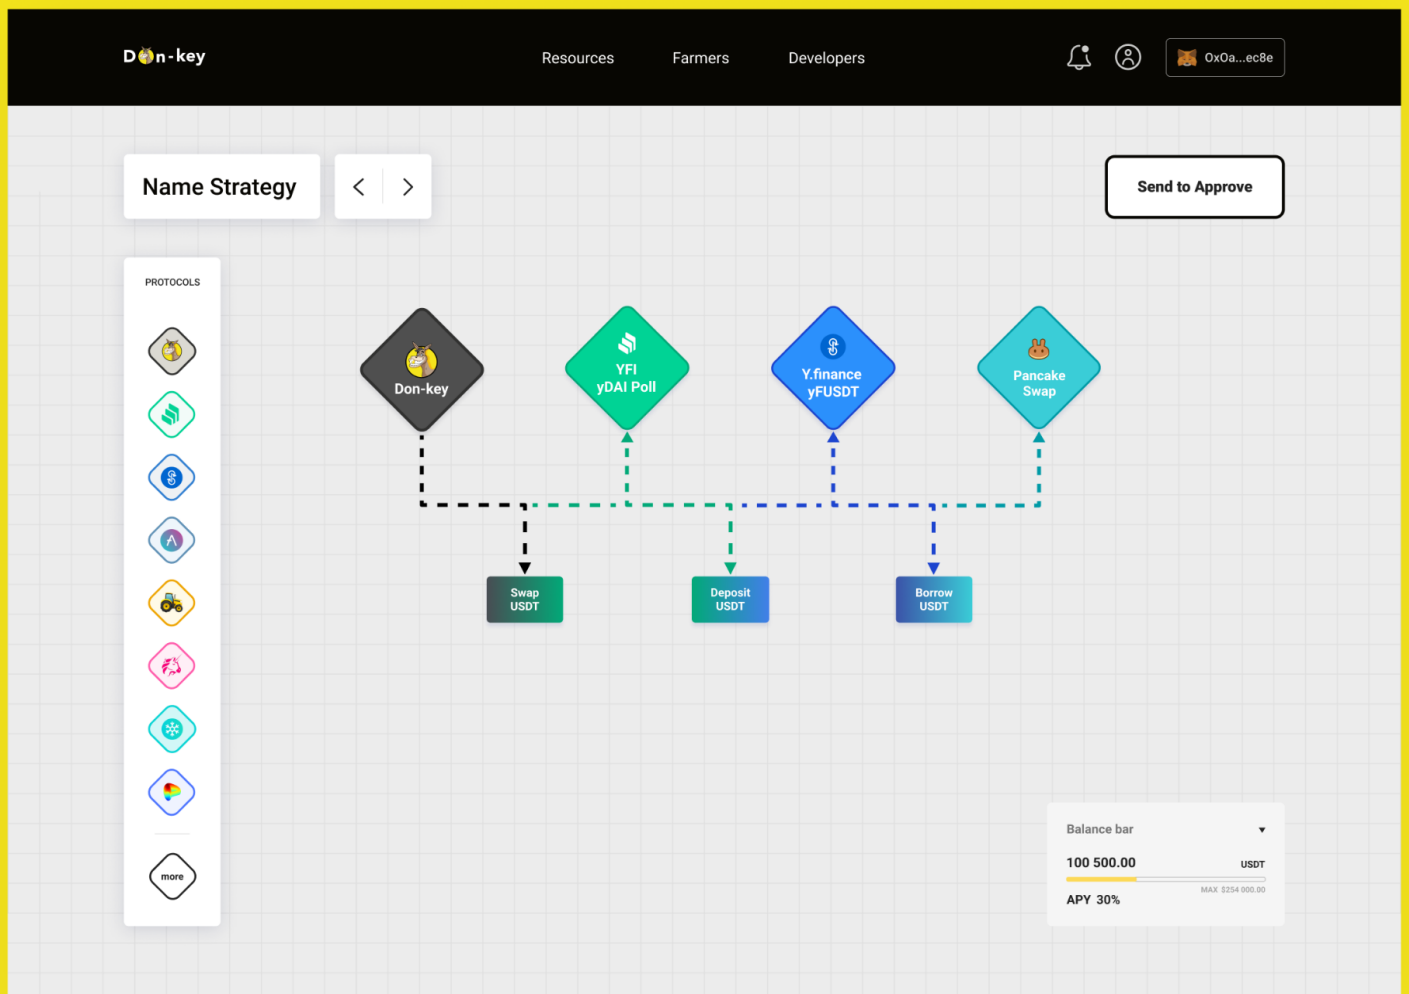 Don-key
Resources
Farmers
Developers
OxOa...ec8e
Name Strategy
Send to Approve
PROTOCOLS
Don-key
YFI
yDAI Poll
Y.finance
yFUSDT
Pancake
Swap
Swap
USDT
Deposit
USDT
Borrow
USDT
more
Balance bar
100 500.00
USDT
MAX $254 000.00
APY 30%